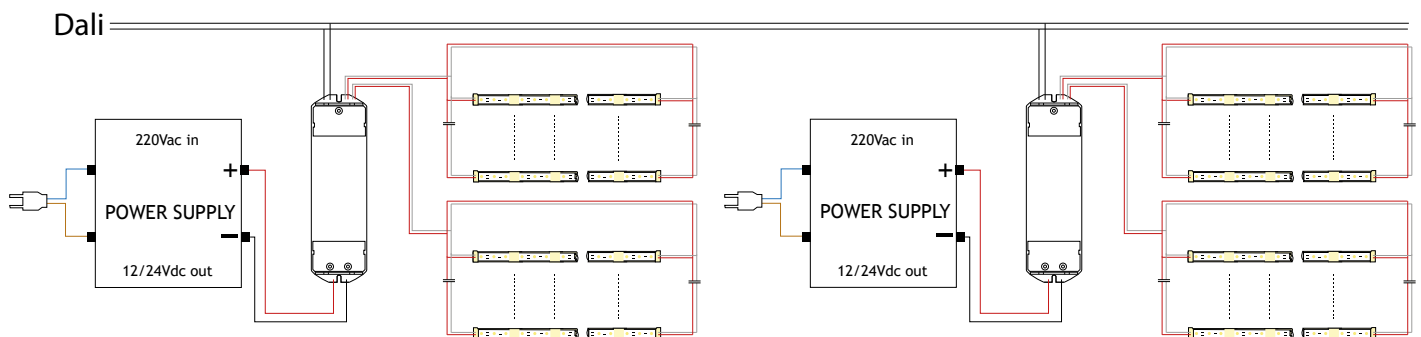 Dali
220Vac in
+
POWER SUPPLY
–
12/24Vdc out
220Vac in
+
POWER SUPPLY
–
12/24Vdc out